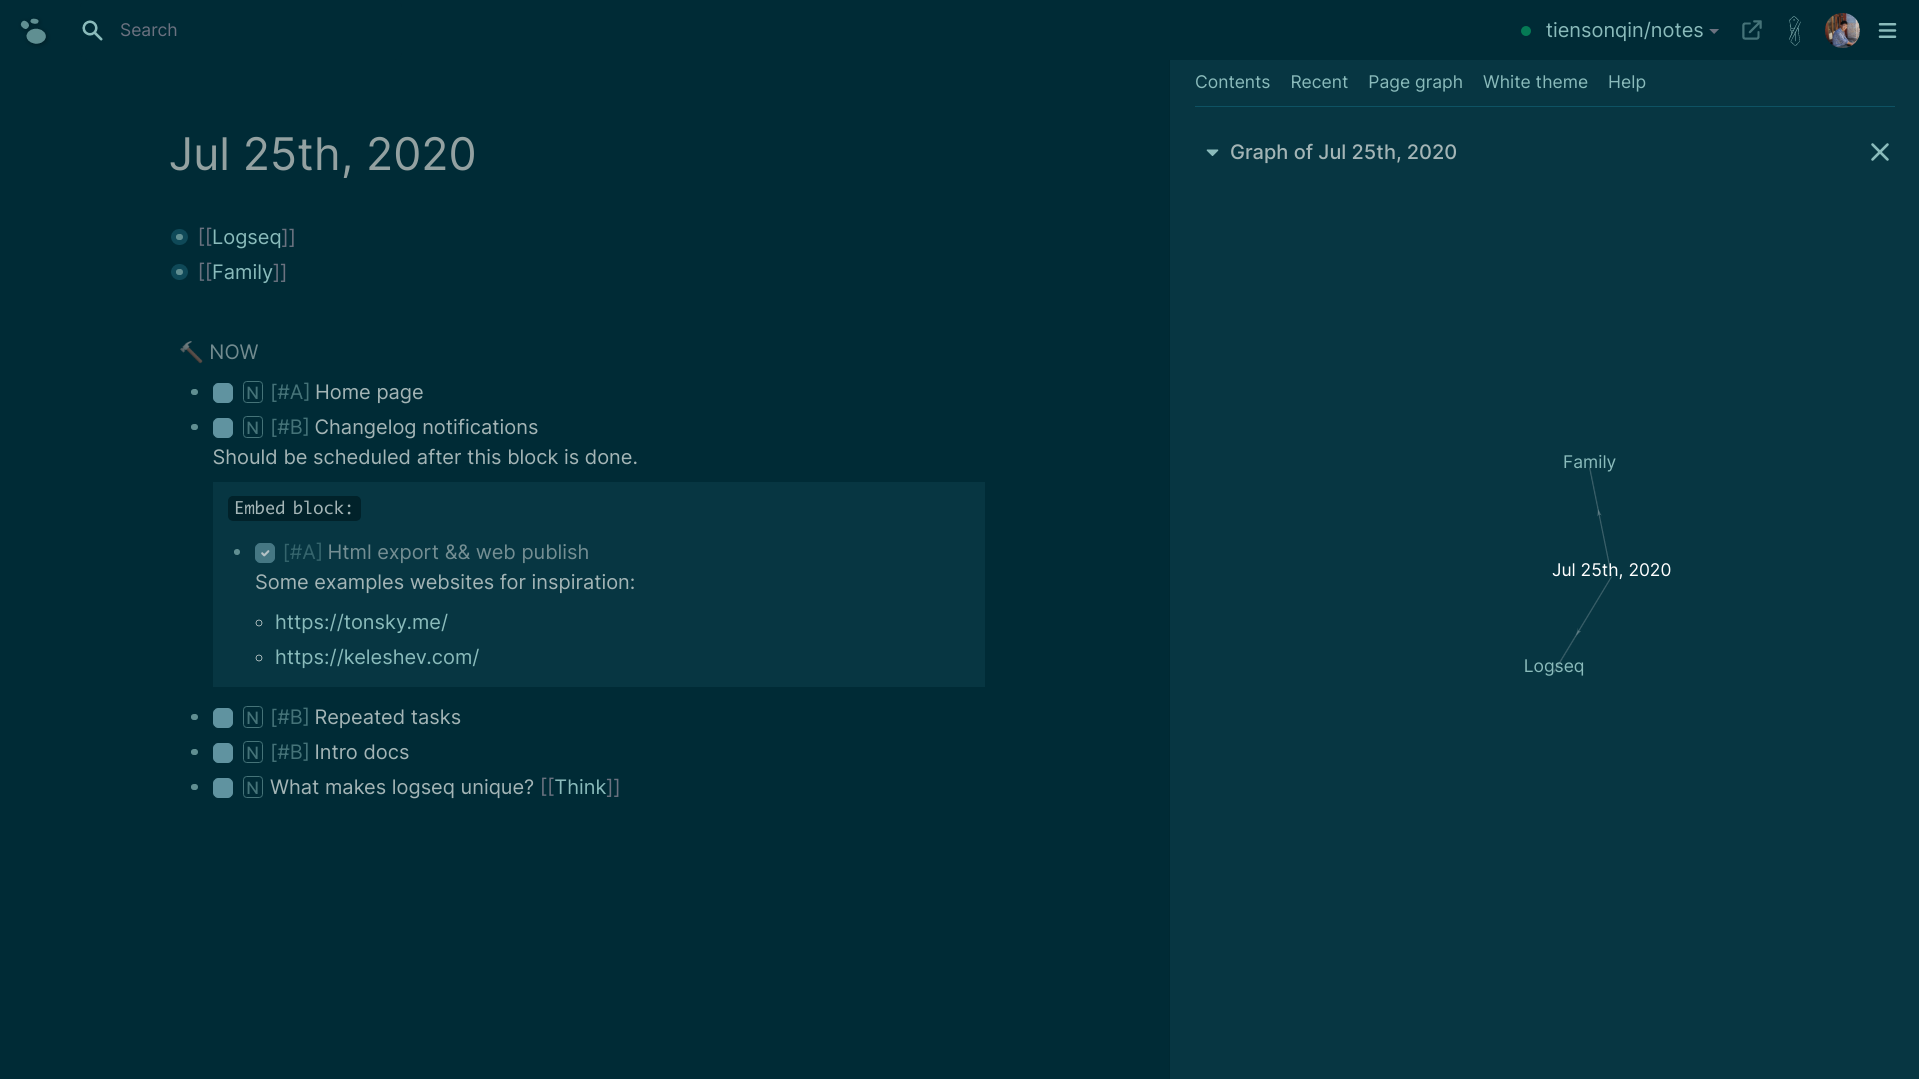 Search
tiensonqin/notes
Contents Recent Page graph White theme Help
Jul 25th, 2020
[[Logseq]]
[[Family]]
🔨 NOW
N [#A] Home page
N [#B] Changelog notifications
Should be scheduled after this block is done.
Embed block:
[#A] Html export && web publish
Some examples websites for inspiration:
https://tonsky.me/
https://keleshev.com/
N [#B] Repeated tasks
N [#B] Intro docs
N What makes logseq unique? [[Think]]
Graph of Jul 25th, 2020
Family
Jul 25th, 2020
Logseq